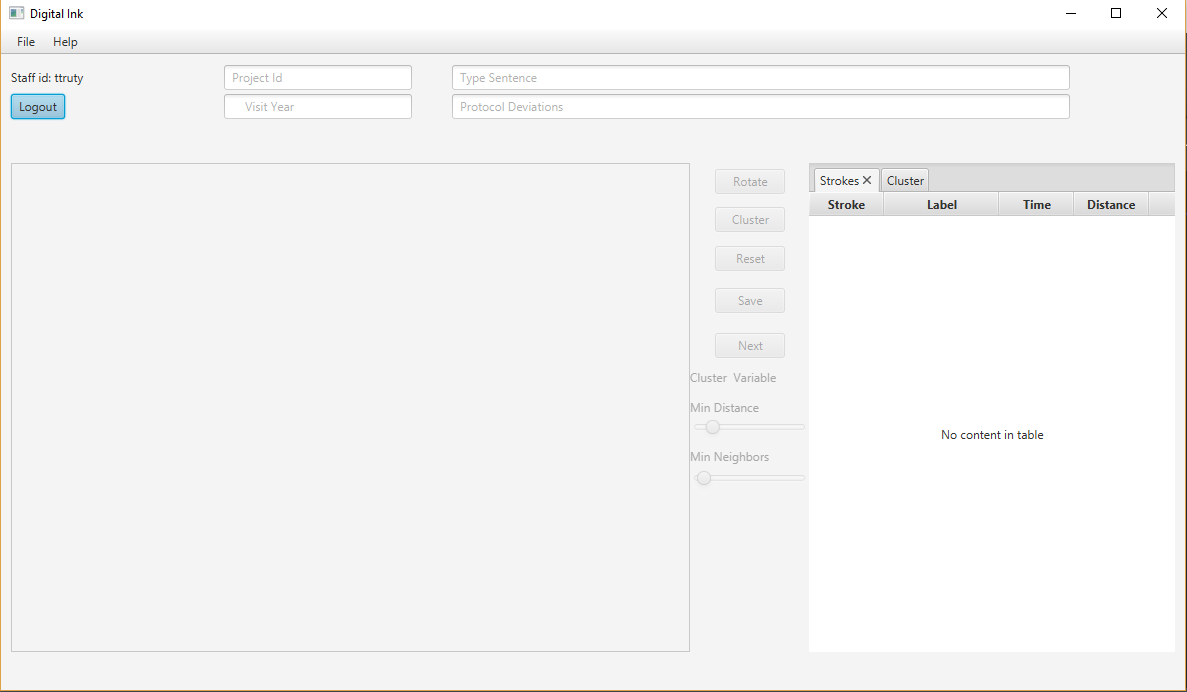 Digital Ink
File Help
Staff id: ttruty Project Id Type Sentence
Logout Visit Year Protocol Deviations
Rotate
Cluster
Reset
Save
Next
Cluster Variable
Min Distance
Min Neighbors
Strokes Cluster
Stroke Label Time Distance
No content in table